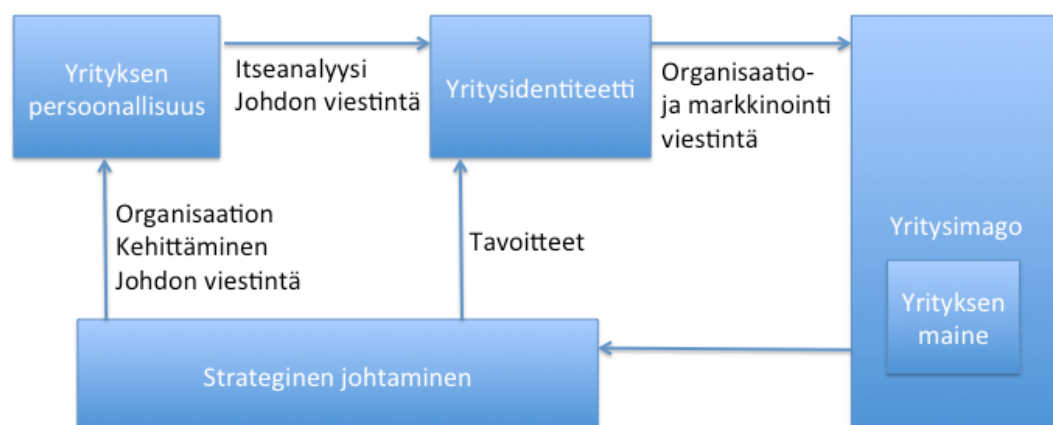 Yrityksen
persoonallisuus
Itseanalyysi
Johdon viestintä
Yritysidentiteetti
Organisaatio-
ja markkinointi
viestintä
Organisaation
Kehittäminen
Johdon viestintä
Tavoitteet
Yritysimago
Yrityksen
maine
Strateginen johtaminen